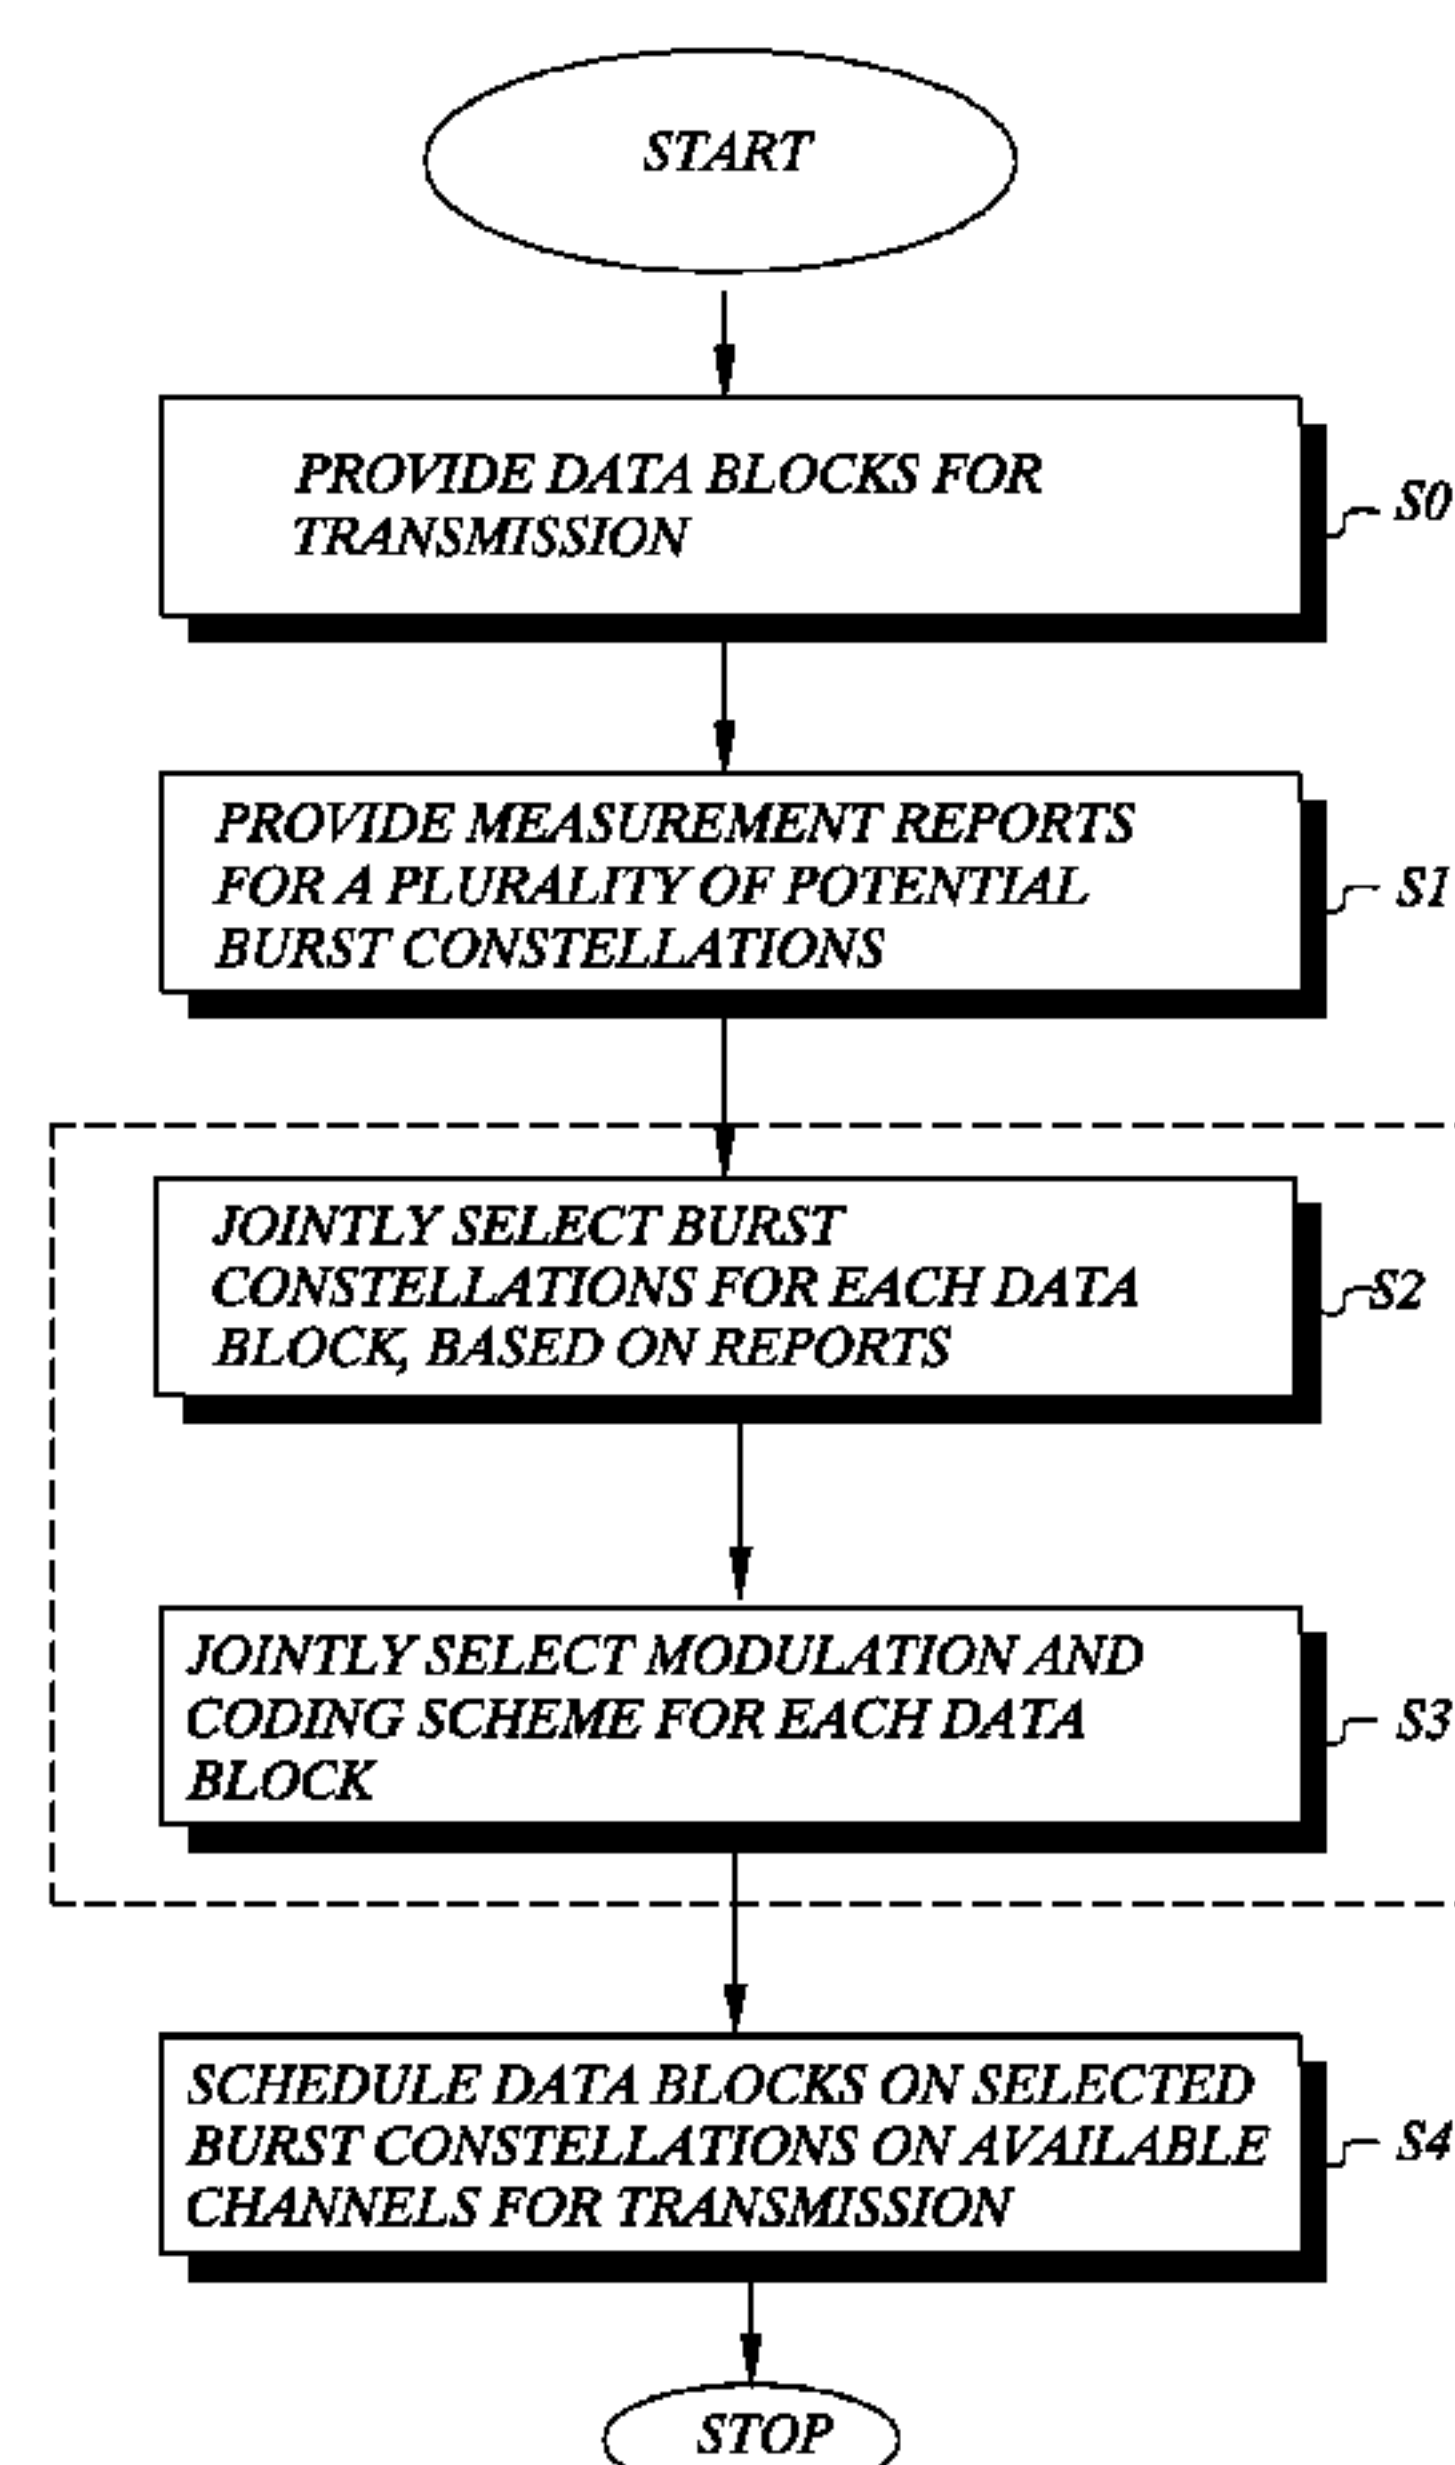 START
PROVIDE DATA BLOCKS FOR
TRANSMISSION
S0
PROVIDE MEASUREMENT REPORTS
FOR A PLURALITY OF POTENTIAL
BURST CONSTELLATIONS
S1
JOINTLY SELECT BURST
CONSTELLATIONS FOR EACH DATA
BLOCK, BASED ON REPORTS
S2
JOINTLY SELECT MODULATION AND
CODING SCHEME FOR EACH DATA
BLOCK
S3
SCHEDULE DATA BLOCKS ON SELECTED
BURST CONSTELLATIONS ON AVAILABLE
CHANNELS FOR TRANSMISSION
S4
STOP